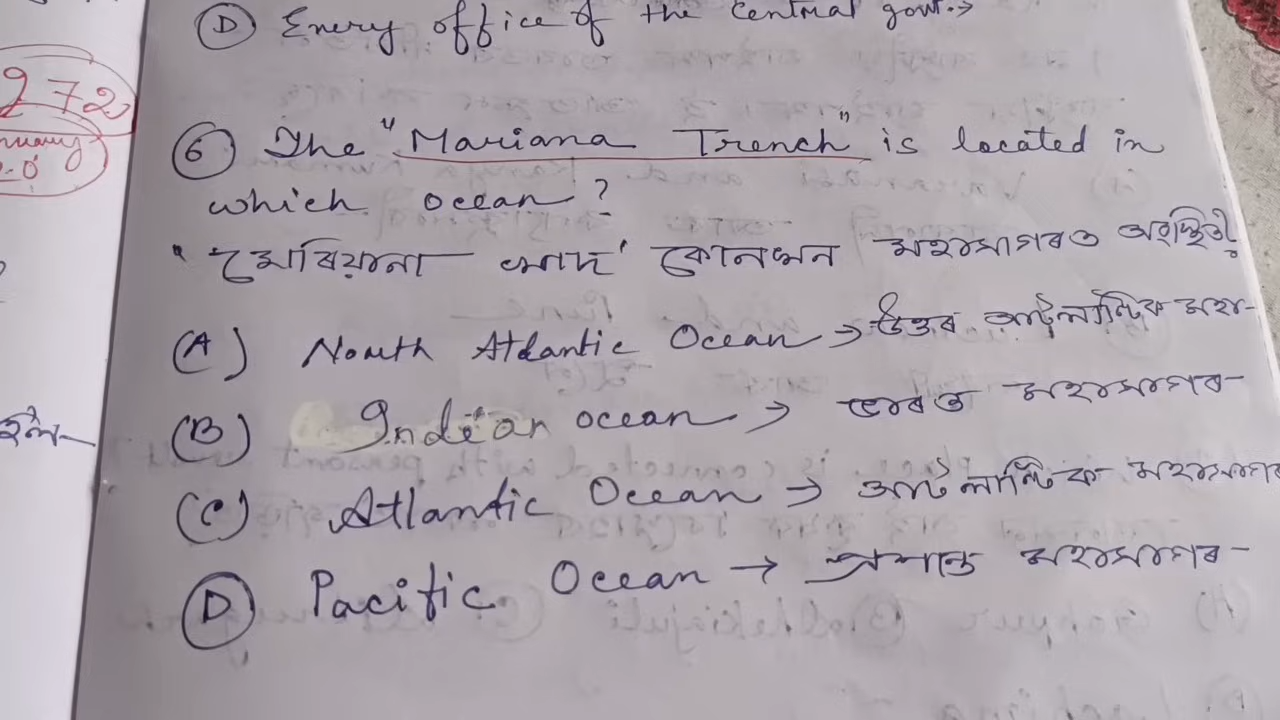 D Enery office of the central govt. →
272
nuary
6 The "Mariana Trench" is located in
which ocean?
'মেৰিয়ানা খাদ' কোনখন মহাসাগৰত অৱস্থিত?
(A) North Atlantic Ocean → উত্তৰ আটলান্টিক মহা-
(B) Indian ocean → ভাৰত মহাসাগৰ-
(C) Atlantic Ocean → আটলান্টিক মহাসাগৰ
D Pacific Ocean → প্ৰশান্ত মহাসাগৰ-